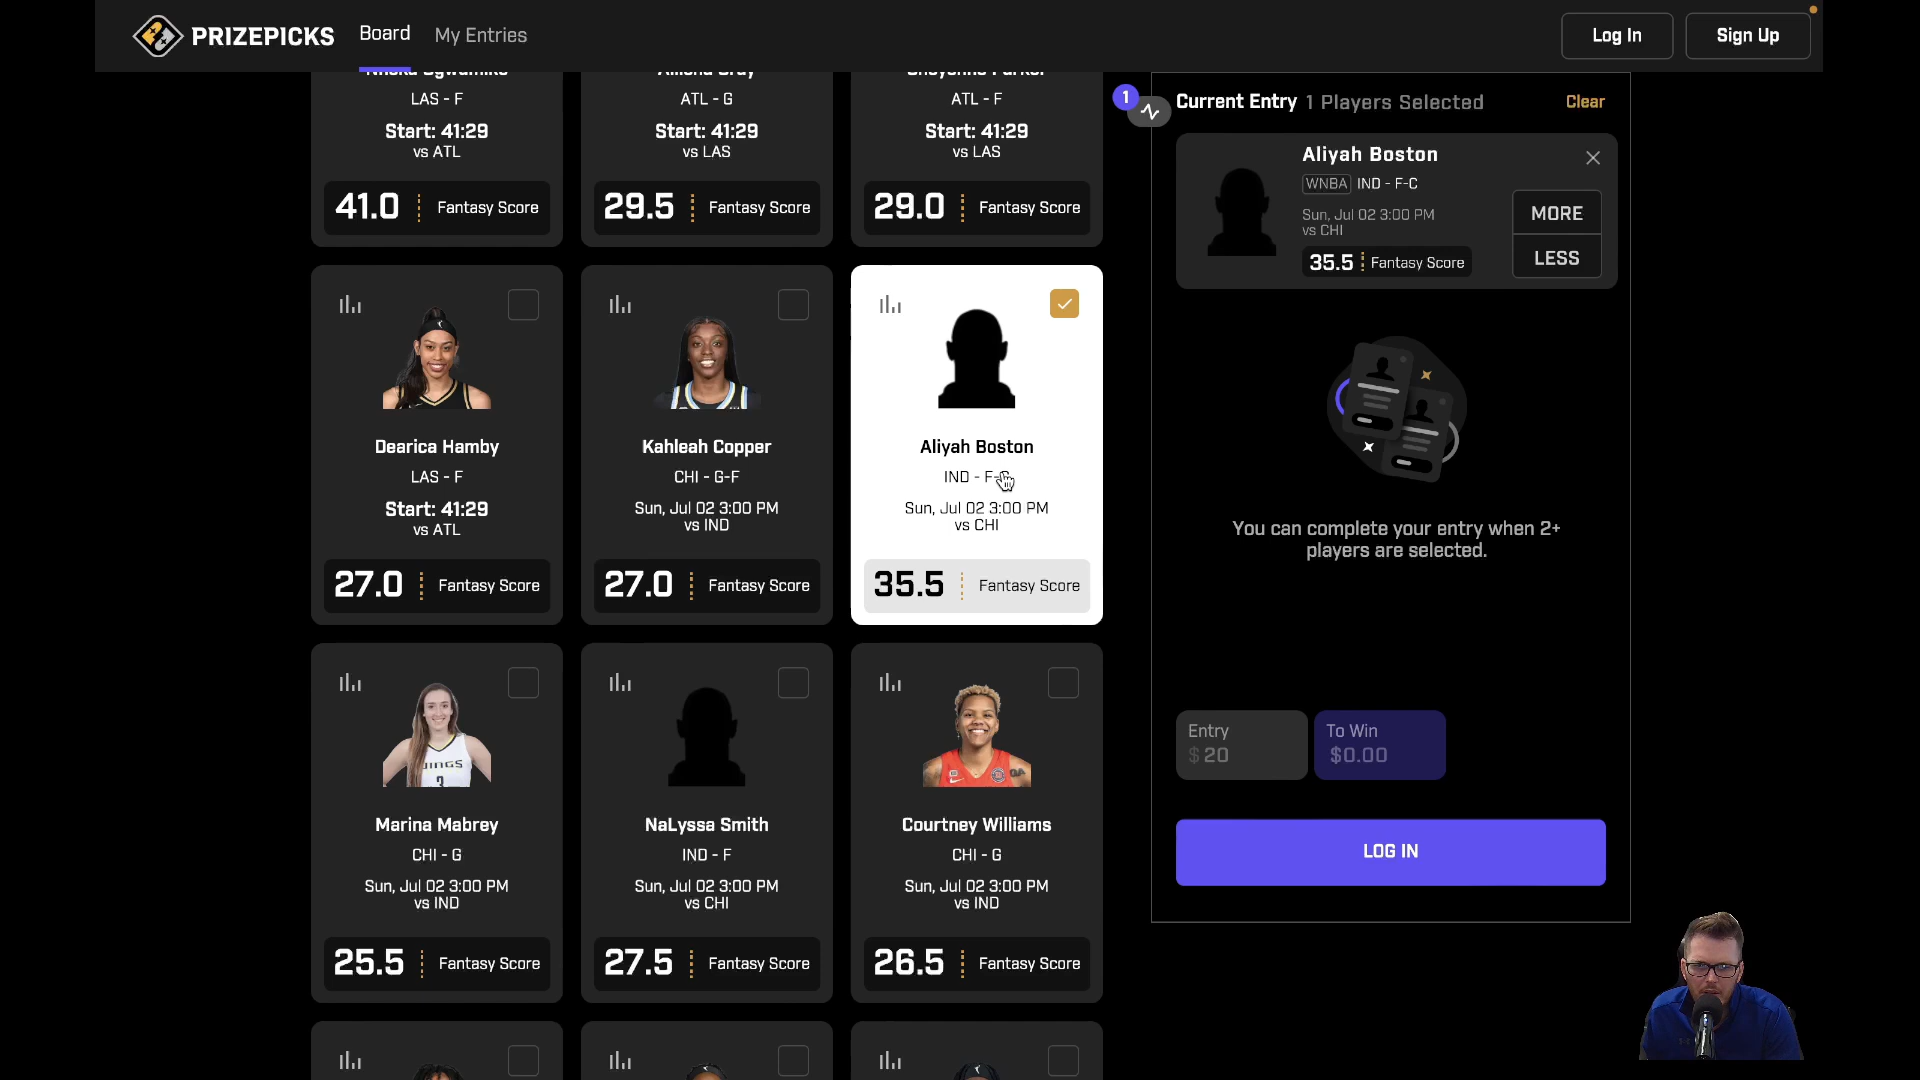 PRIZEPICKS
Board
My Entries
Log In
Sign Up
LAS - F
Start: 41:29
vs ATL
41.0
Fantasy Score
ATL - G
Start: 41:29
vs LAS
29.5
Fantasy Score
ATL - F
Start: 41:29
vs LAS
29.0
Fantasy Score
Dearica Hamby
LAS - F
Start: 41:29
vs ATL
27.0
Fantasy Score
Kahleah Copper
CHI - G-F
Sun, Jul 02 3:00 PM
vs IND
27.0
Fantasy Score
Aliyah Boston
IND - F-
Sun, Jul 02 3:00 PM
vs CHI
35.5
Fantasy Score
Marina Mabrey
CHI - G
Sun, Jul 02 3:00 PM
vs IND
25.5
Fantasy Score
NaLyssa Smith
IND - F
Sun, Jul 02 3:00 PM
vs CHI
27.5
Fantasy Score
Courtney Williams
CHI - G
Sun, Jul 02 3:00 PM
vs IND
26.5
Fantasy Score
1
Current Entry
1 Players Selected
Clear
Aliyah Boston
WNBA
IND - F-C
Sun, Jul 02 3:00 PM
vs CHI
35.5
Fantasy Score
MORE
LESS
You can complete your entry when 2+
players are selected.
Entry
$ 20
To Win
$0.00
LOG IN